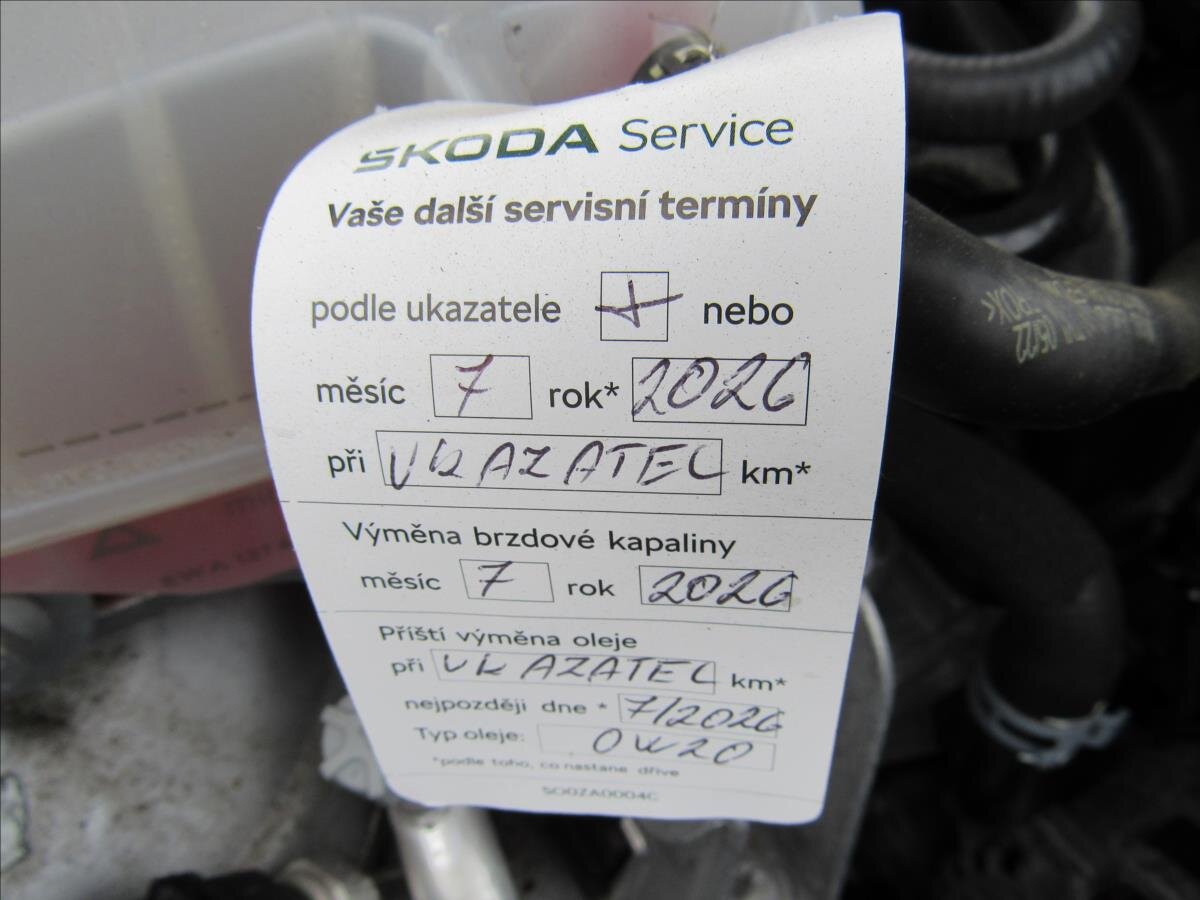 ŠKODA Service
Vaše další servisní termíny
podle ukazatele nebo
měsíc 7 rok* 2026
při UKAZATEL km*
Výměna brzdové kapaliny
měsíc 7 rok 2026
Příští výměna oleje
při UKAZATEL km*
nejpozději dne * 7/2026
Typ oleje: 0W20
*podle toho, co nastane dříve